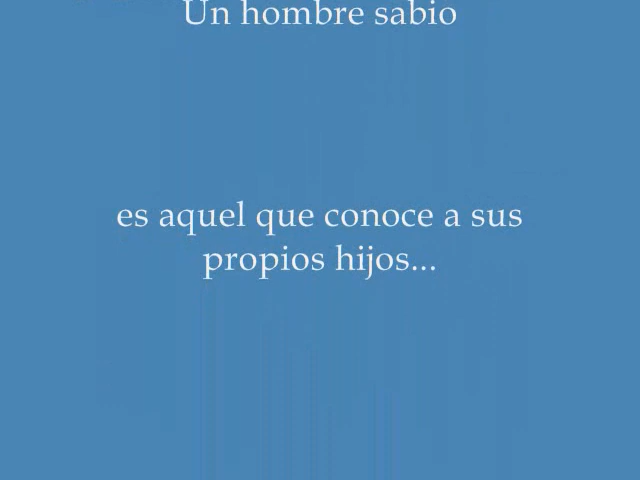 Un hombre sabio
es aquel que conoce a sus
propios hijos...